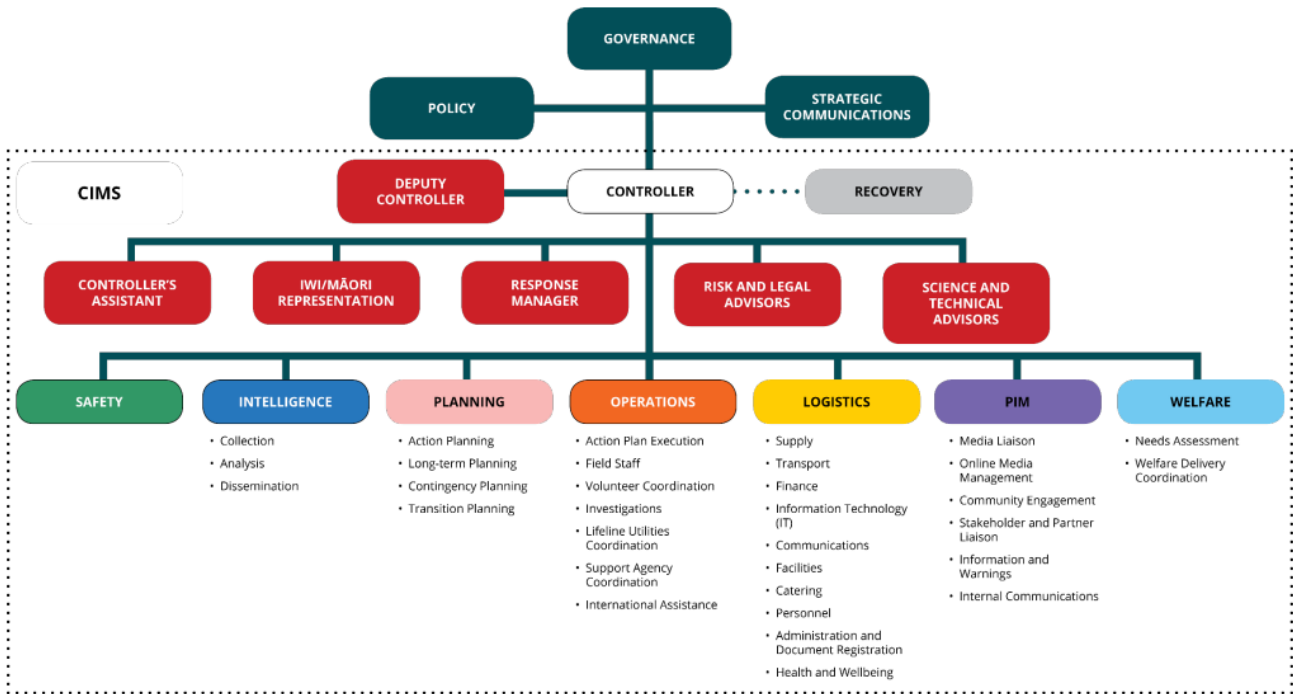 GOVERNANCE
POLICY
STRATEGIC
COMMUNICATIONS
CIMS
DEPUTY
CONTROLLER
CONTROLLER
RECOVERY
CONTROLLER'S
ASSISTANT
IWI/MĀORI
REPRESENTATION
RESPONSE
MANAGER
RISK AND LEGAL
ADVISORS
SCIENCE AND
TECHNICAL
ADVISORS
SAFETY
INTELLIGENCE
• Collection
• Analysis
• Dissemination
PLANNING
• Action Planning
• Long-term Planning
• Contingency Planning
• Transition Planning
OPERATIONS
• Action Plan Execution
• Field Staff
• Volunteer Coordination
• Investigations
• Lifeline Utilities
Coordination
• Support Agency
Coordination
• International Assistance
LOGISTICS
• Supply
• Transport
• Finance
• Information Technology
(IT)
• Communications
• Facilities
• Catering
• Personnel
• Administration and
Document Registration
• Health and Wellbeing
PIM
• Media Liaison
• Online Media
Management
• Community Engagement
• Stakeholder and Partner
Liaison
• Information and
Warnings
• Internal Communications
WELFARE
• Needs Assessment
• Welfare Delivery
Coordination